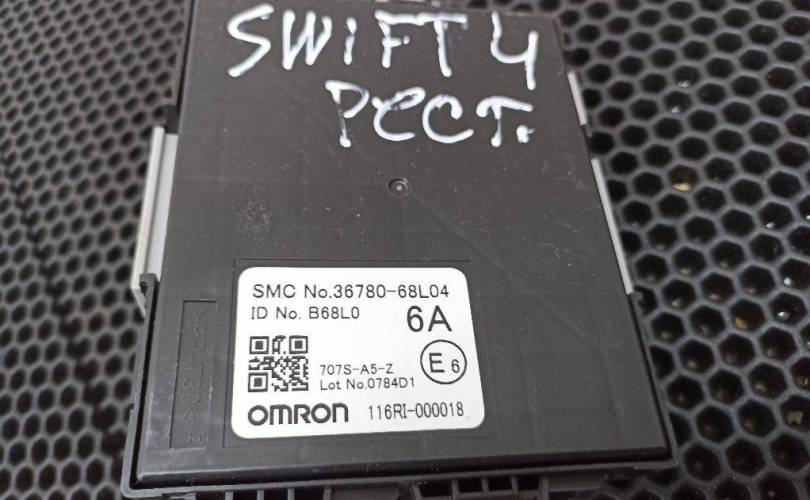 SWIFT 4
РЕСТ.
SMC No.36780-68L04
ID No. B68L0
6A
E6
707S-A5-Z
Lot No.0784D1
OMRON
116RI-000018